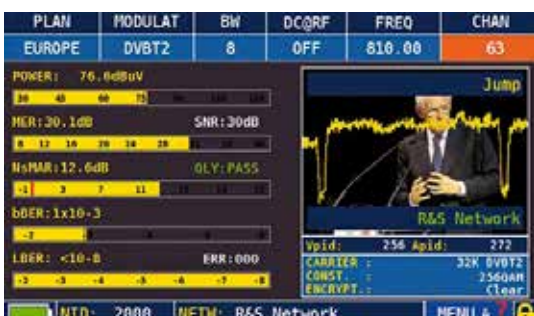 PLAN MODULAT BW DC@RF FREQ CHAN
EUROPE DVBT2 8 OFF 810.00 63
POWER: 76.6dBuV
30 45 60 75
MER:30.1dB SNR:30dB
8 12 16 20 24 28
NsMAR:12.6dB QLY:PASS
-1 3 7 11
bBER:1x10-3
-2
LBER: <10-8 ERR:000
-2 -3 -4 -5 -6 -7 -8
Jump
R&S Network
Vpid: 256 Apid: 272
CARRIER : 32K DVBT2
CONST. : 256QAM
ENCRYPT.: Clear
NID: 2000 NETW: R&S Network MENU & ?